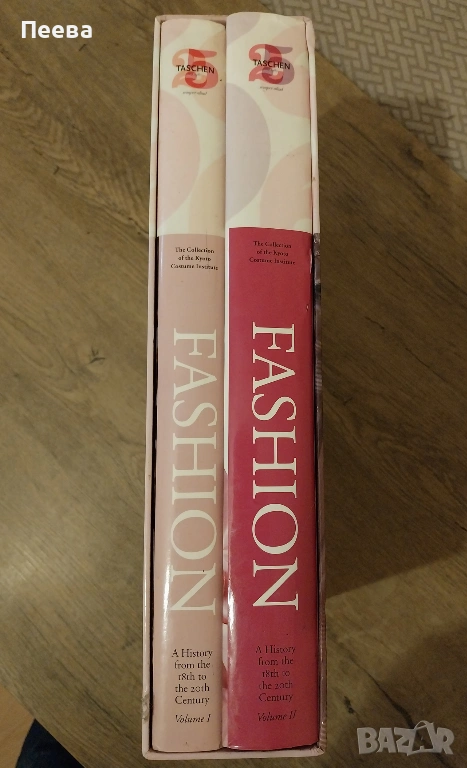 Пеева
25
TASCHEN
The Collection
of the Kyoto
Costume Institute
FASHION
A History
from the
18th to
the 20th
Century
Volume I
25
TASCHEN
The Collection
of the Kyoto
Costume Institute
FASHION
A History
from the
18th to
the 20th
Century
Volume II
BAZAR